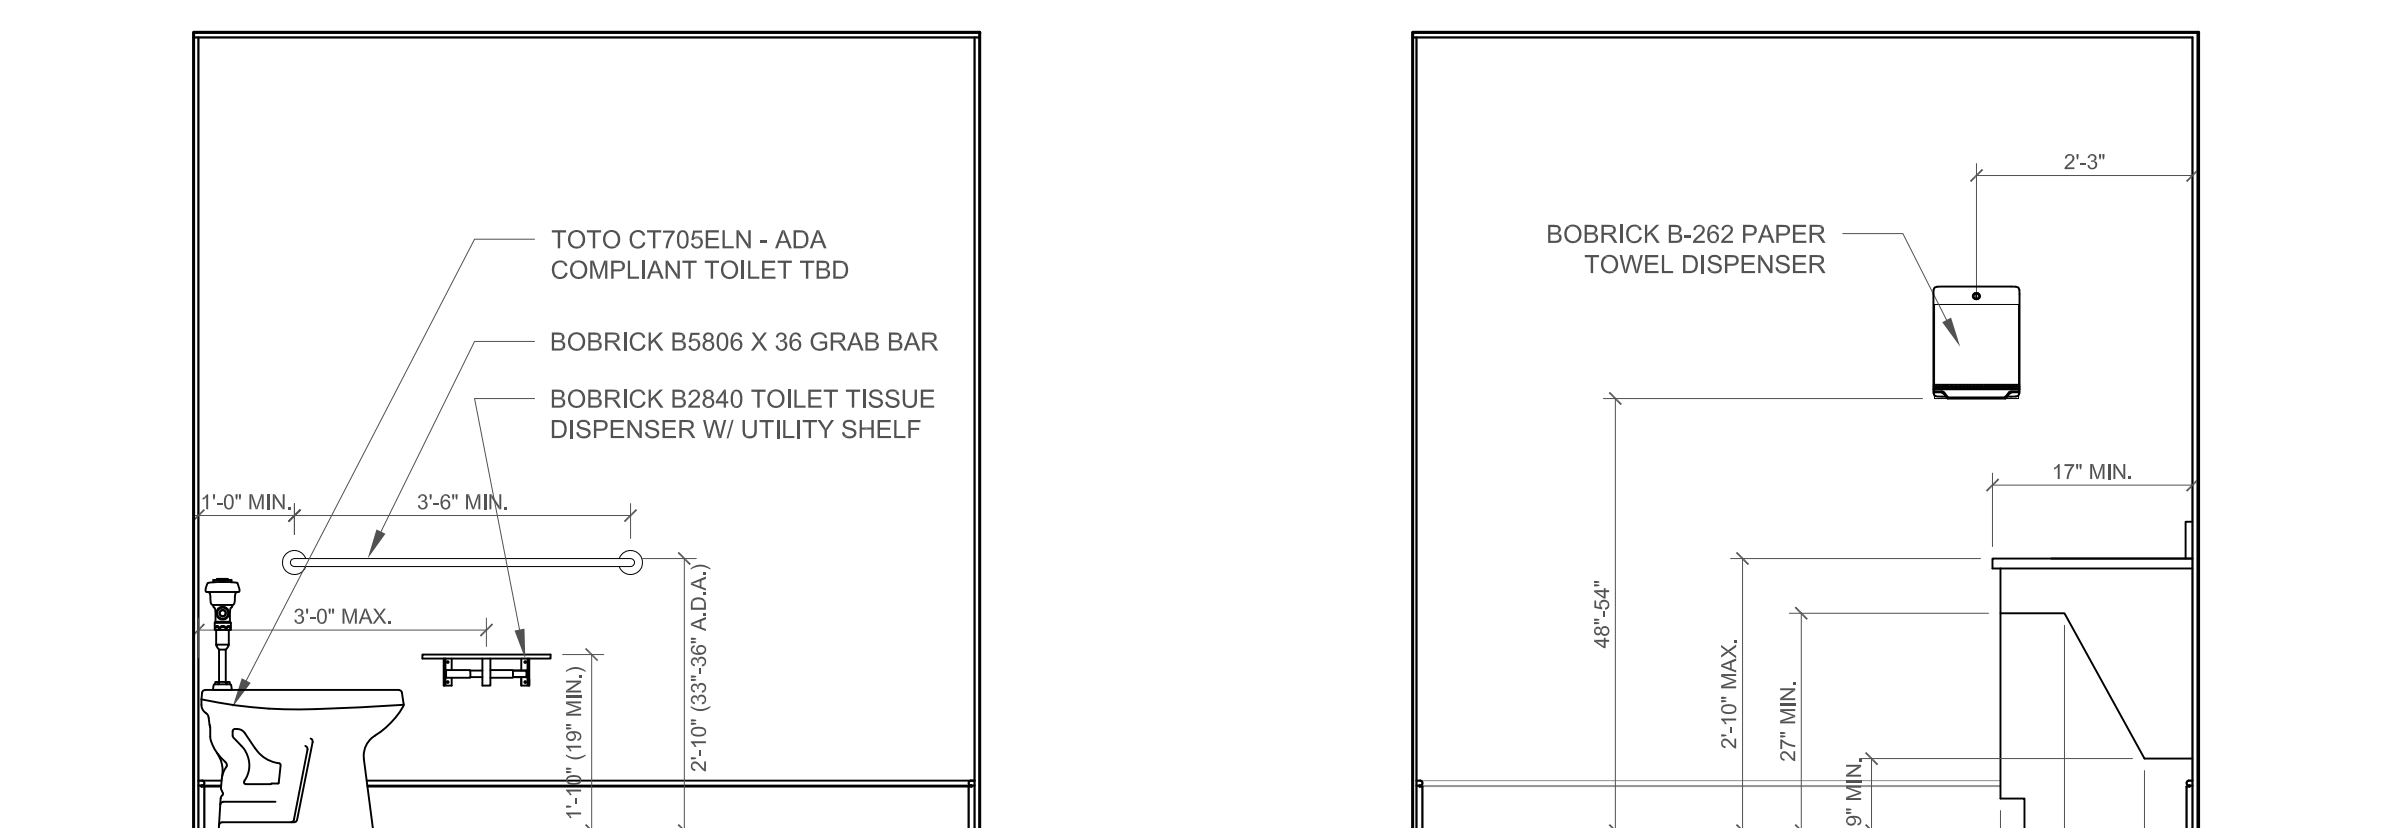 2'-3"
TOTO CT705ELN - ADA
COMPLIANT TOILET TBD
BOBRICK B-262 PAPER
TOWEL DISPENSER
BOBRICK B5806 X 36 GRAB BAR
BOBRICK B2840 TOILET TISSUE
DISPENSER W/ UTILITY SHELF
17" MIN.
1'-0" MIN.
3'-6" MIN.
3'-0" MAX.
1'-10" (19" MIN.)
2'-10" (33"-36" A.D.A.)
48"-54"
2'-10" MAX.
27" MIN.
9" MIN.